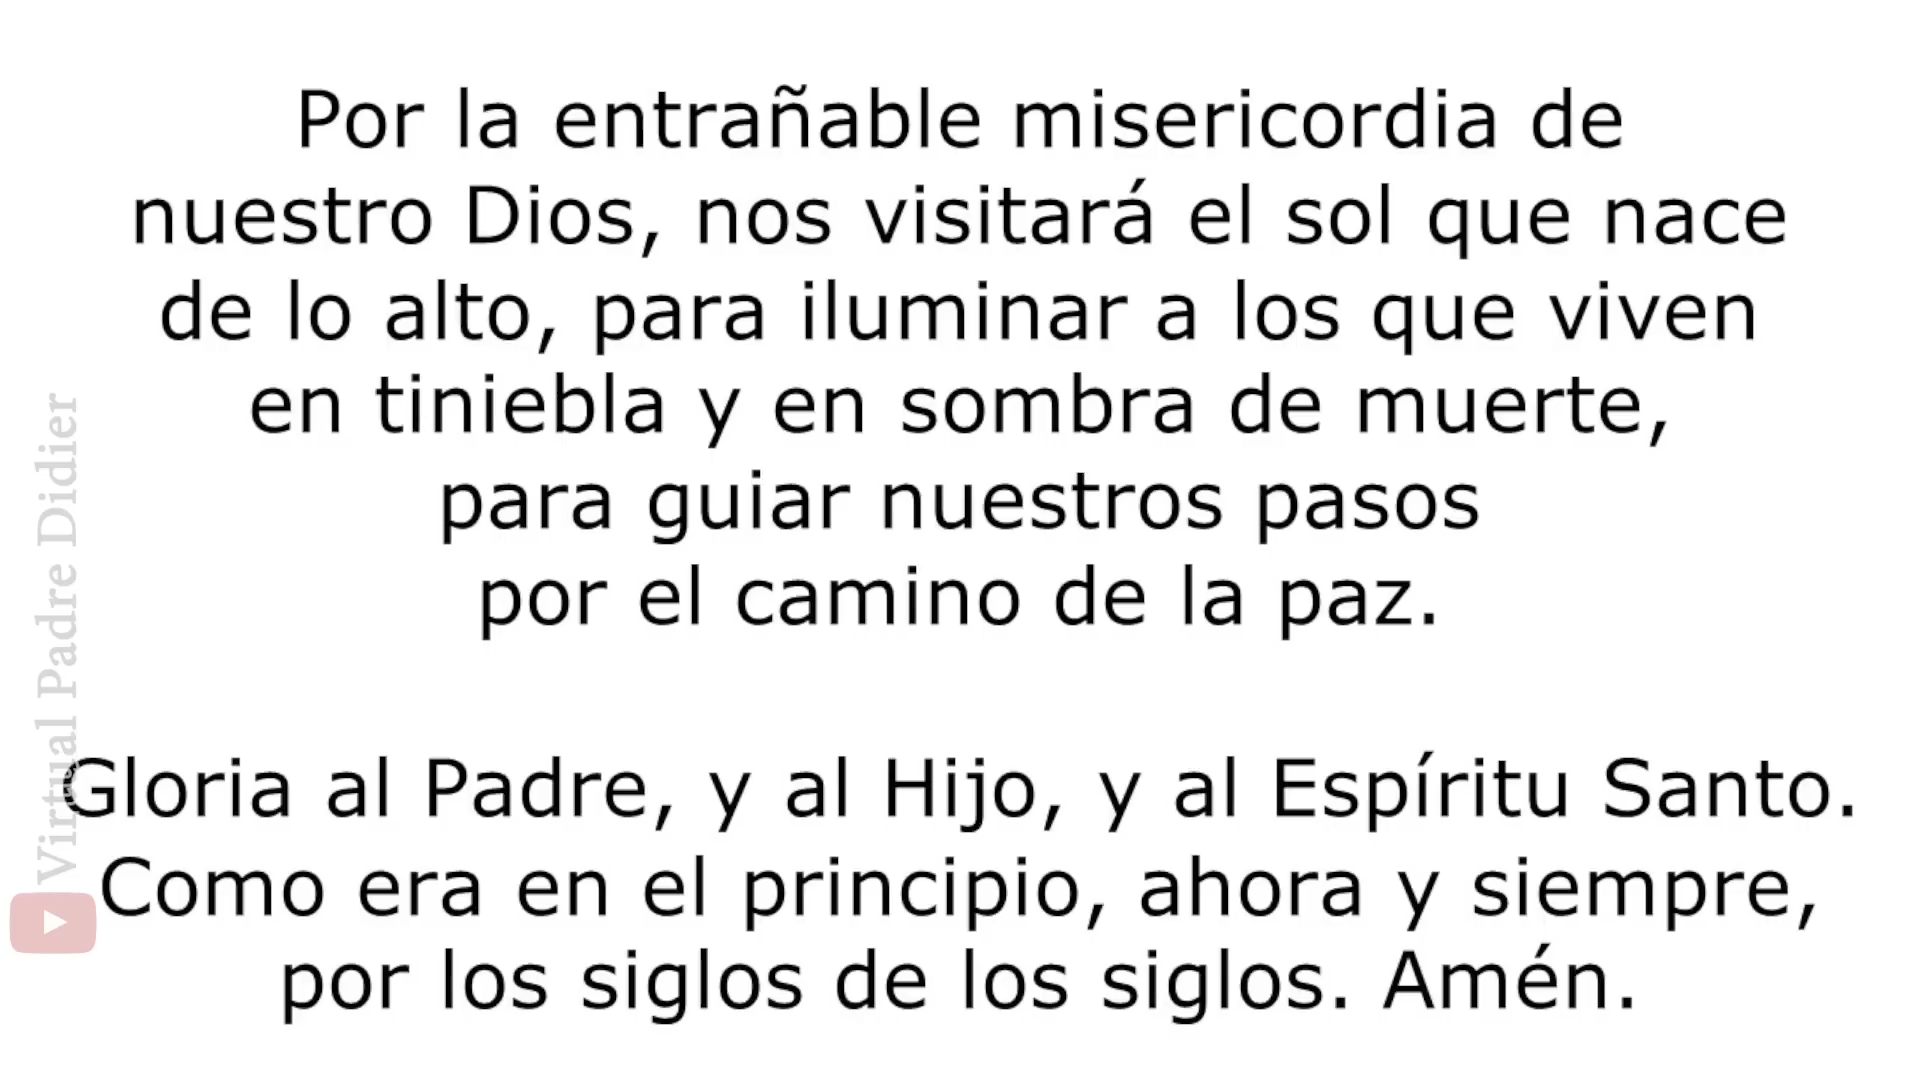 Por la entrañable misericordia de
nuestro Dios, nos visitará el sol que nace
de lo alto, para iluminar a los que viven
en tiniebla y en sombra de muerte,
para guiar nuestros pasos
por el camino de la paz.
Gloria al Padre, y al Hijo, y al Espíritu Santo.
Como era en el principio, ahora y siempre,
por los siglos de los siglos. Amén.
Virtual Padre Didier